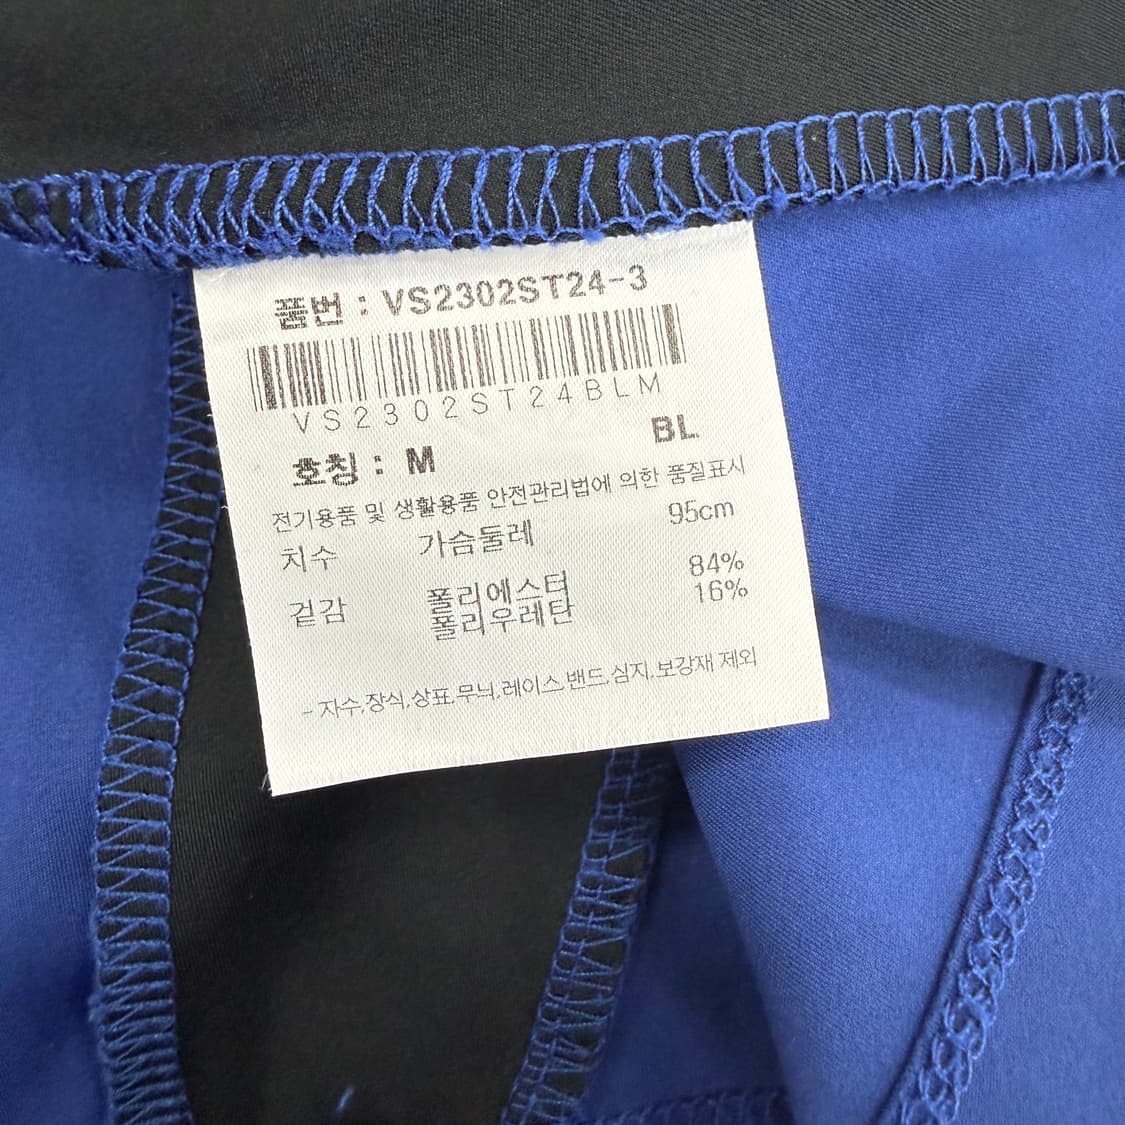 품번 : VS2302ST24-3
VS2302ST24BLM
호칭 : M BL
전기용품 및 생활용품 안전관리법에 의한 품질표시
치수 가슴둘레 95cm
겉감 폴리에스터 84%
폴리우레탄 16%
- 자수,장식,상표,무늬,레이스,밴드,심지,보강재 제외